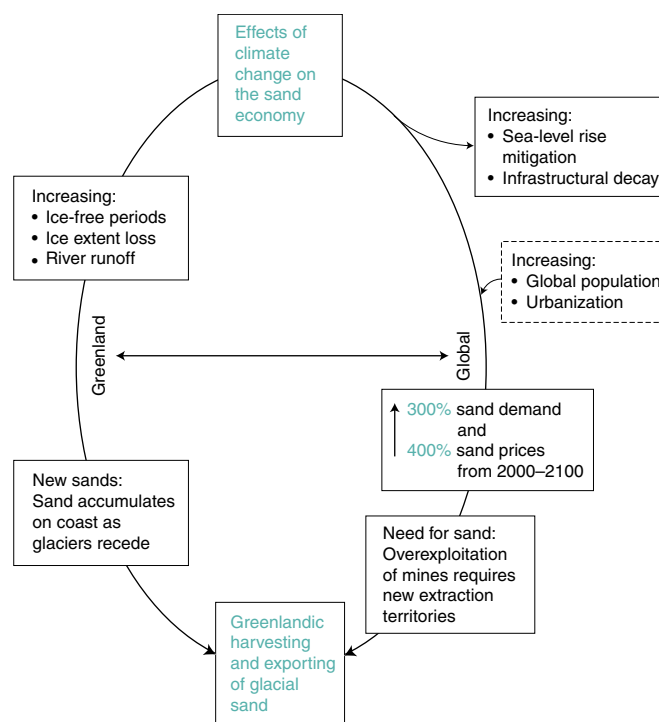 Effects of
climate
change on
the sand
economy
Increasing:
• Sea-level rise
mitigation
• Infrastructural decay
Increasing:
• Ice-free periods
• Ice extent loss
• River runoff
Increasing:
• Global population
• Urbanization
Greenland
Global
300% sand demand
and
400% sand prices
from 2000–2100
New sands:
Sand accumulates
on coast as
glaciers recede
Need for sand:
Overexploitation
of mines requires
new extraction
territories
Greenlandic
harvesting
and exporting
of glacial
sand